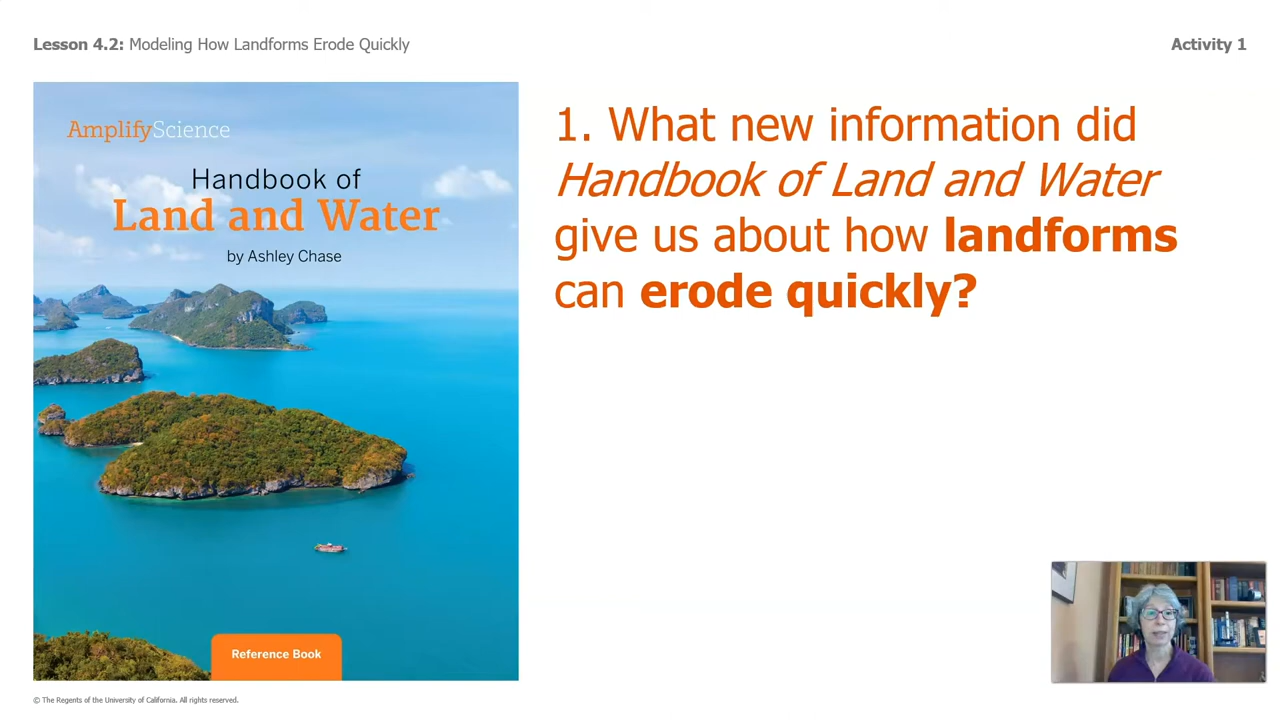 Lesson 4.2: Modeling How Landforms Erode Quickly
Activity 1
AmplifyScience
Handbook of
Land and Water
by Ashley Chase
Reference Book
1. What new information did
Handbook of Land and Water
give us about how landforms
can erode quickly?
© The Regents of the University of California. All rights reserved.